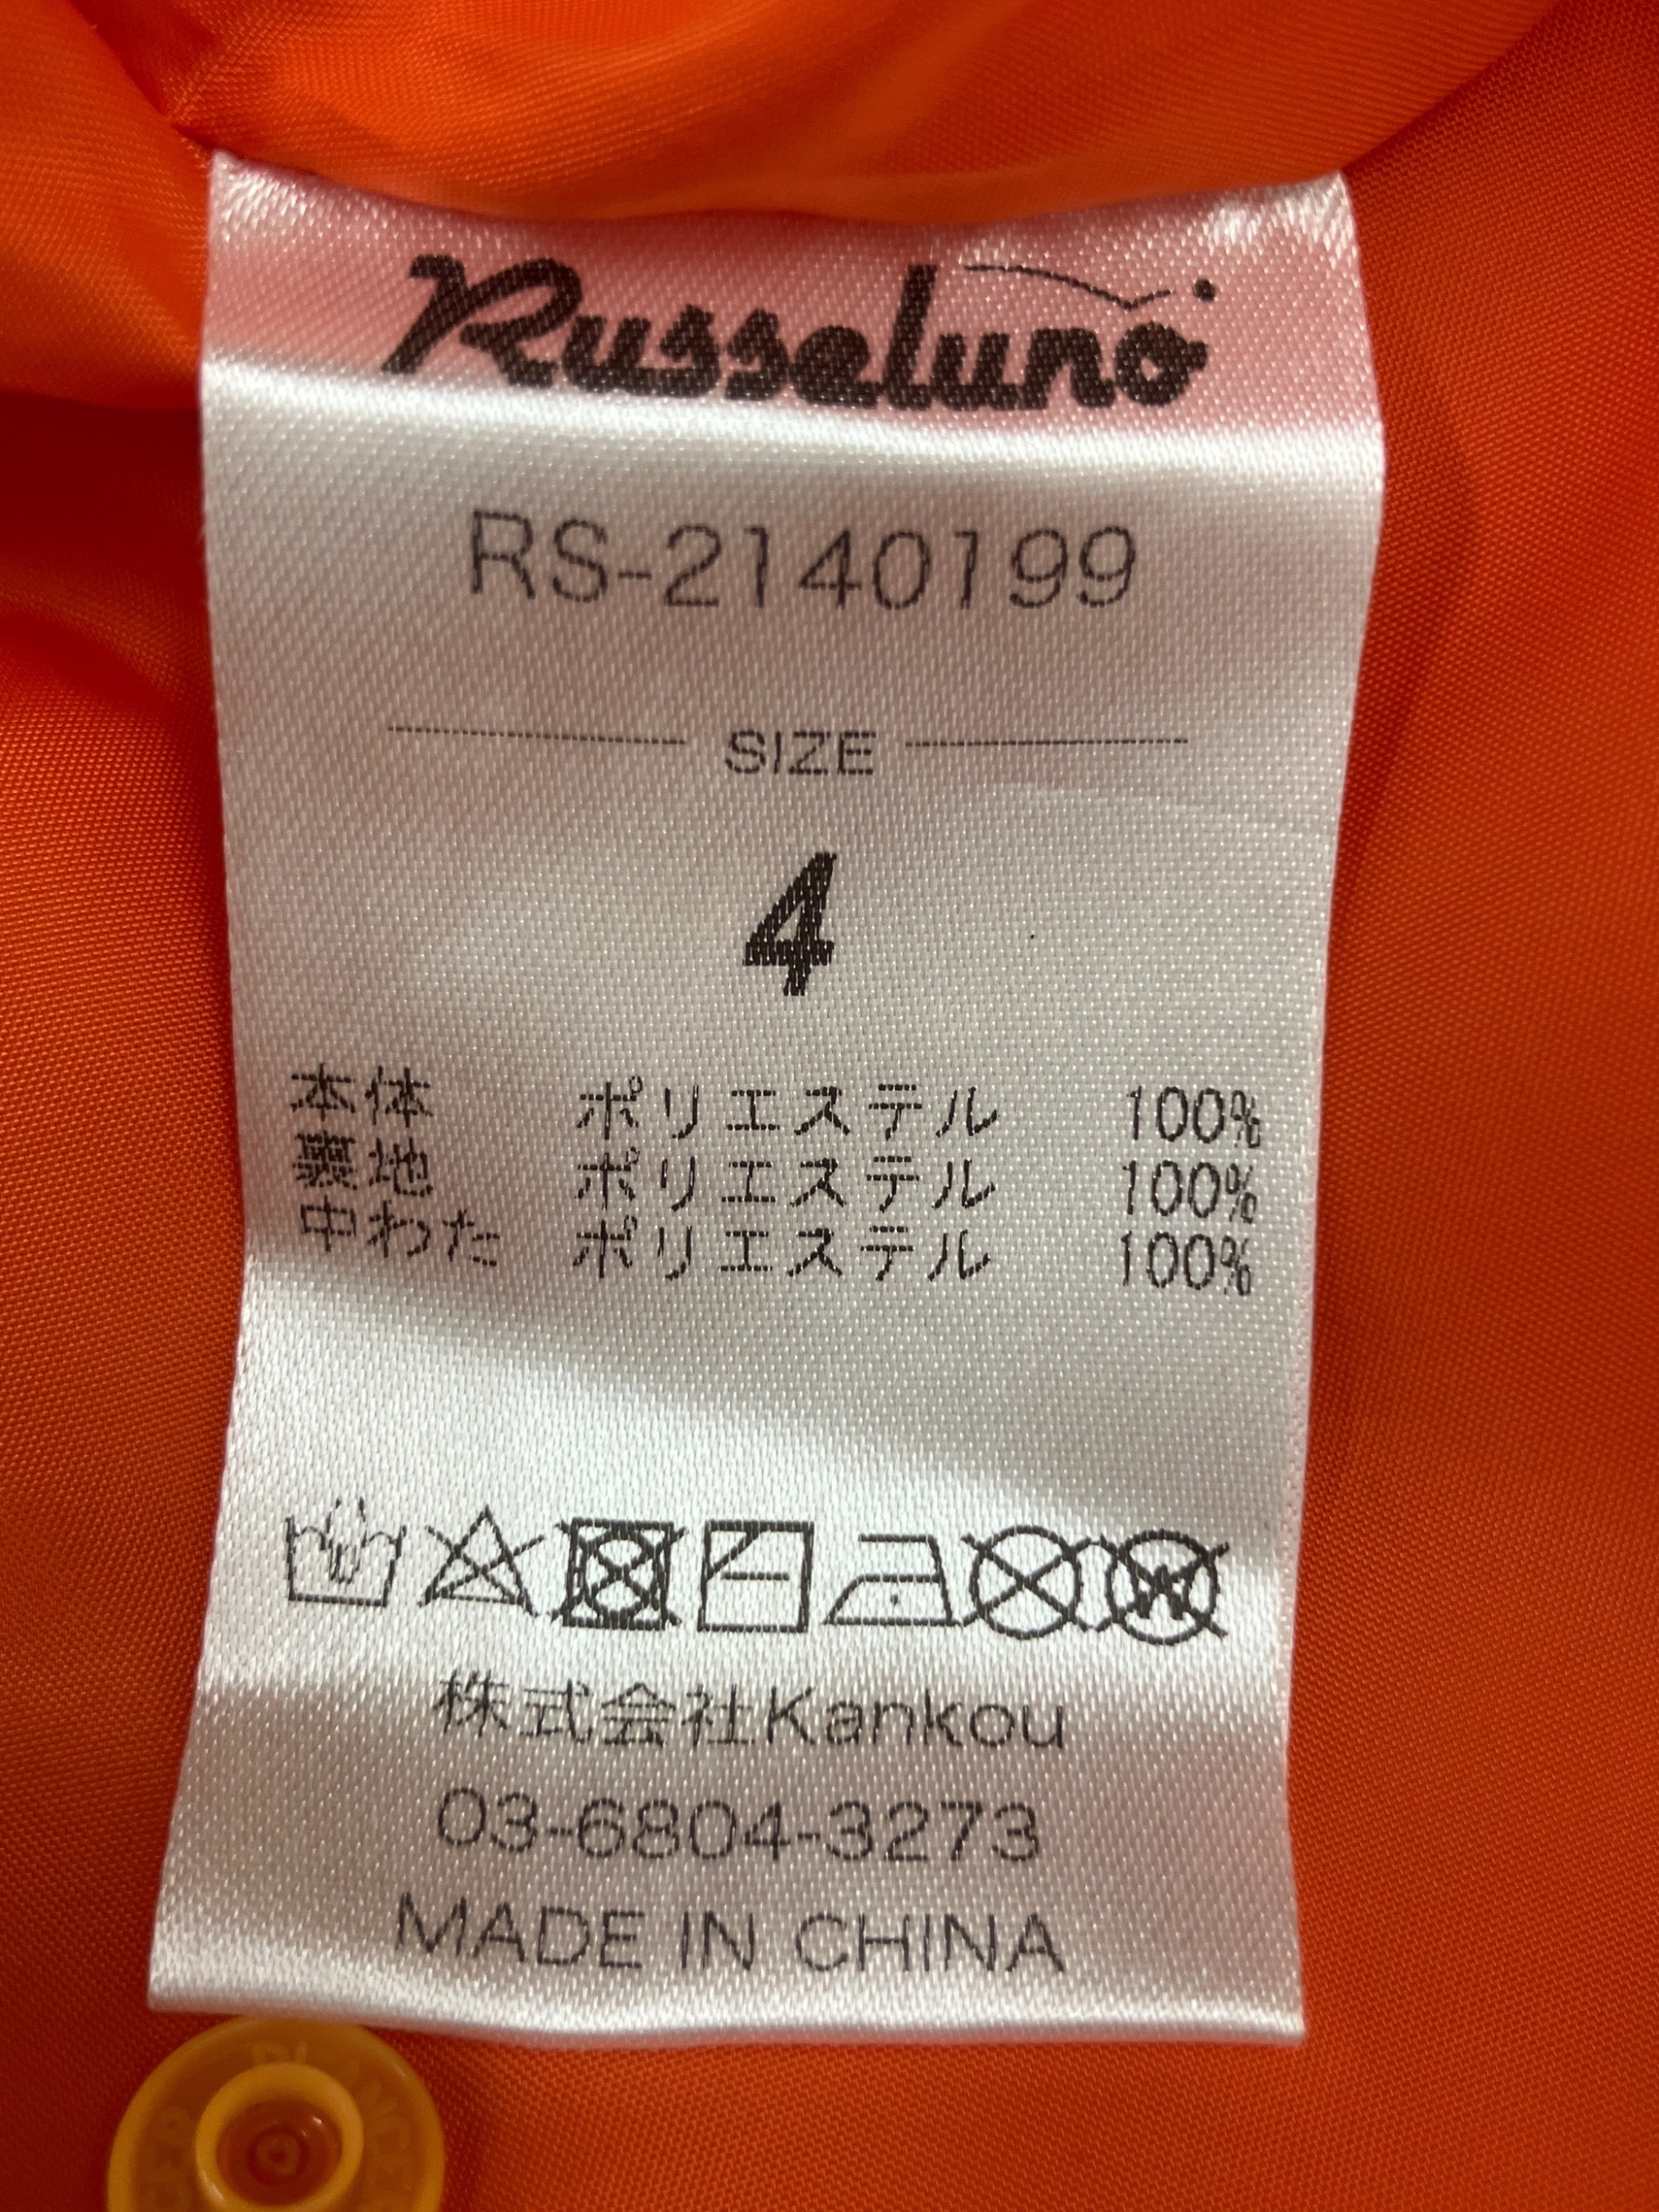 Russeluno
RS-2140199
SIZE
4
本体 ポリエステル 100%
裏地 ポリエステル 100%
中わた ポリエステル 100%
W
株式会社Kankou
03-6804-3273
MADE IN CHINA